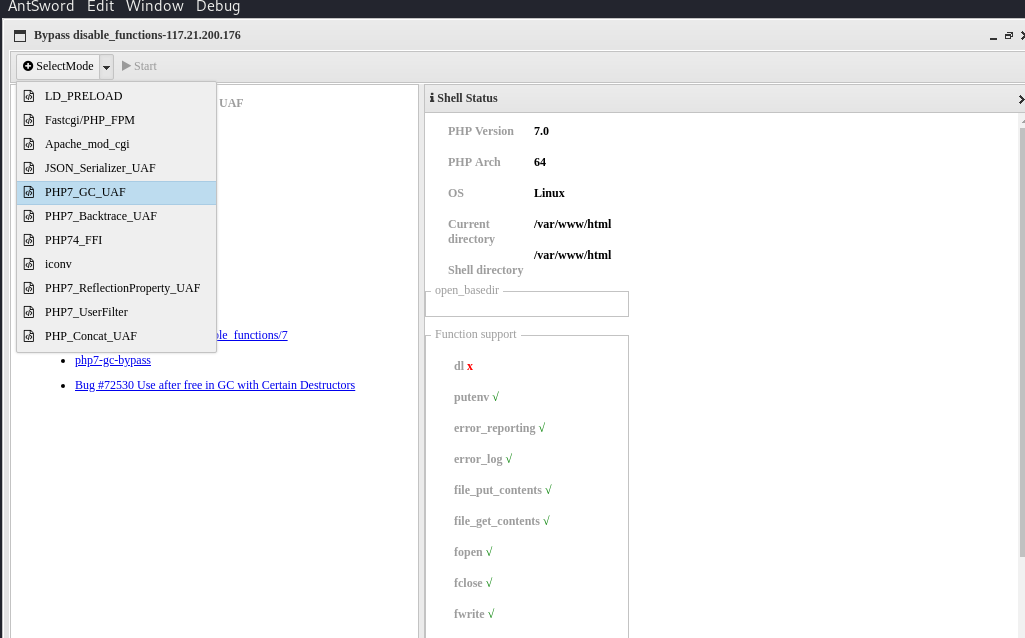 AntSword Edit Window Debug
Bypass disable_functions-117.21.200.176
SelectMode Start
LD_PRELOAD
Fastcgi/PHP_FPM
Apache_mod_cgi
JSON_Serializer_UAF
PHP7_GC_UAF
PHP7_Backtrace_UAF
PHP74_FFI
iconv
PHP7_ReflectionProperty_UAF
PHP7_UserFilter
PHP_Concat_UAF
UAF
ble_functions/7
php7-gc-bypass
Bug #72530 Use after free in GC with Certain Destructors
Shell Status
PHP Version 7.0
PHP Arch 64
OS Linux
Current directory /var/www/html
Shell directory /var/www/html
open_basedir
Function support
dl x
putenv √
error_reporting √
error_log √
file_put_contents √
file_get_contents √
fopen √
fclose √
fwrite √